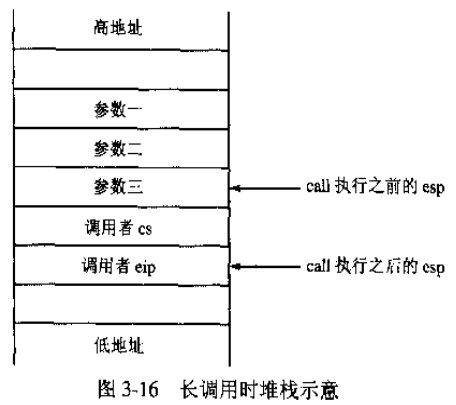 高地址
参数一
参数二
参数三
call 执行之前的 esp
调用者 cs
调用者 eip
call 执行之后的 esp
低地址
图 3-16 长调用时堆栈示意